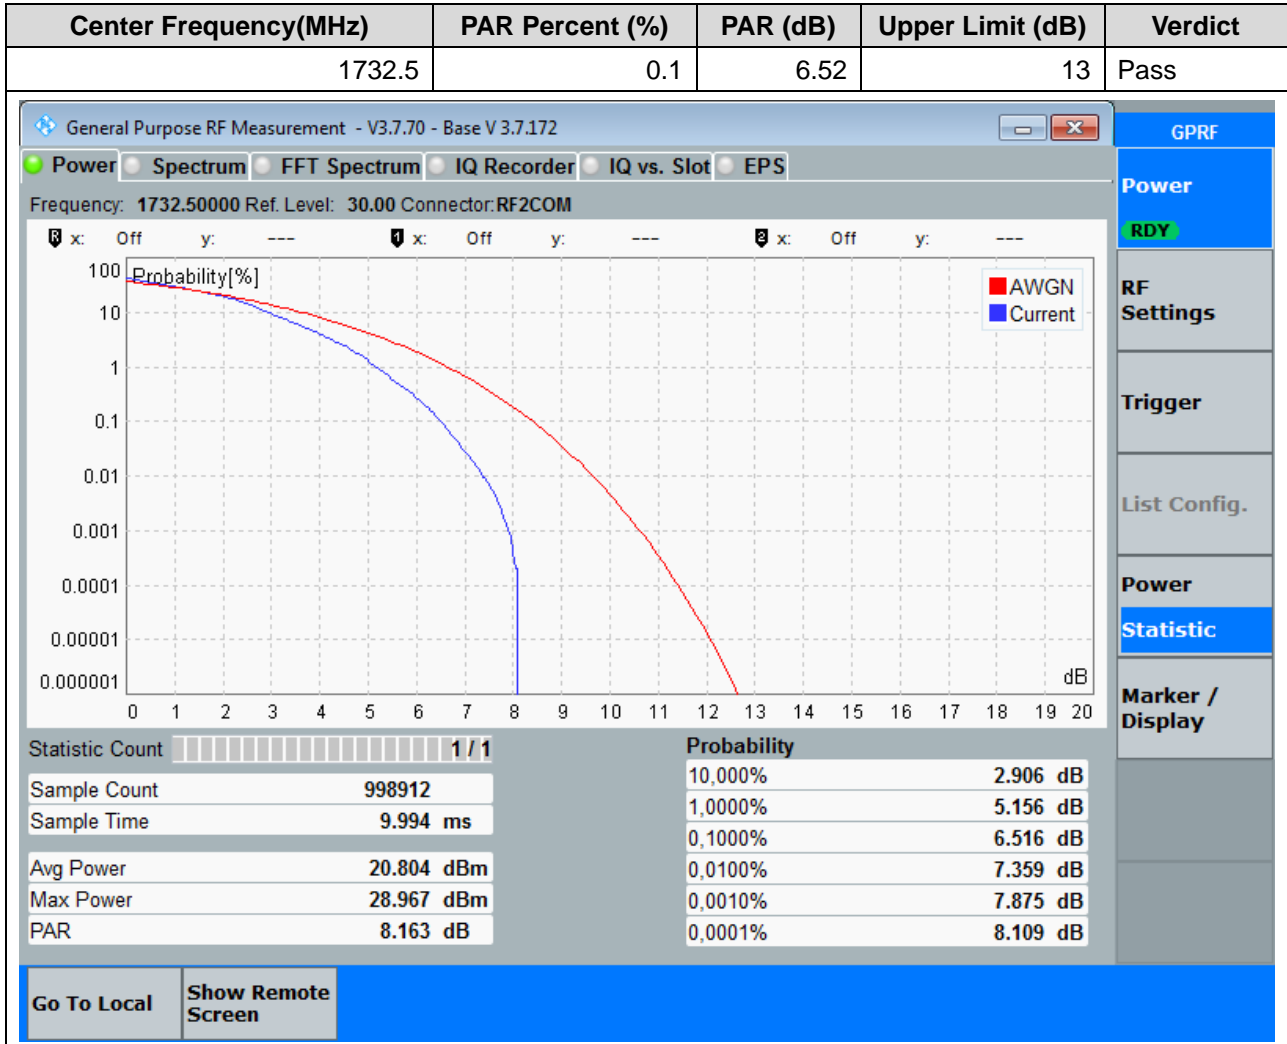 Center Frequency(MHz) PAR Percent (%) PAR (dB) Upper Limit (dB) Verdict
1732.5 0.1 6.52 13 Pass
General Purpose RF Measurement - V3.7.70 - Base V 3.7.172
GPRF
Power Spectrum FFT Spectrum IQ Recorder IQ vs. Slot EPS
Power
RDY
Frequency: 1732.50000 Ref. Level: 30.00 Connector:RF2COM
R x: Off y: --- 1 x: Off y: --- 2 x: Off y: ---
Probability[%]
AWGN
Current
100
10
1
0.1
0.01
0.001
0.0001
0.00001
0.000001
dB
0 1 2 3 4 5 6 7 8 9 10 11 12 13 14 15 16 17 18 19 20
RF
Settings
Trigger
List Config.
Power
Statistic
Marker /
Display
Statistic Count 1 / 1
Sample Count 998912
Sample Time 9.994 ms
Avg Power 20.804 dBm
Max Power 28.967 dBm
PAR 8.163 dB
Probability
10,000% 2.906 dB
1,0000% 5.156 dB
0,1000% 6.516 dB
0,0100% 7.359 dB
0,0010% 7.875 dB
0,0001% 8.109 dB
Go To Local
Show Remote
Screen